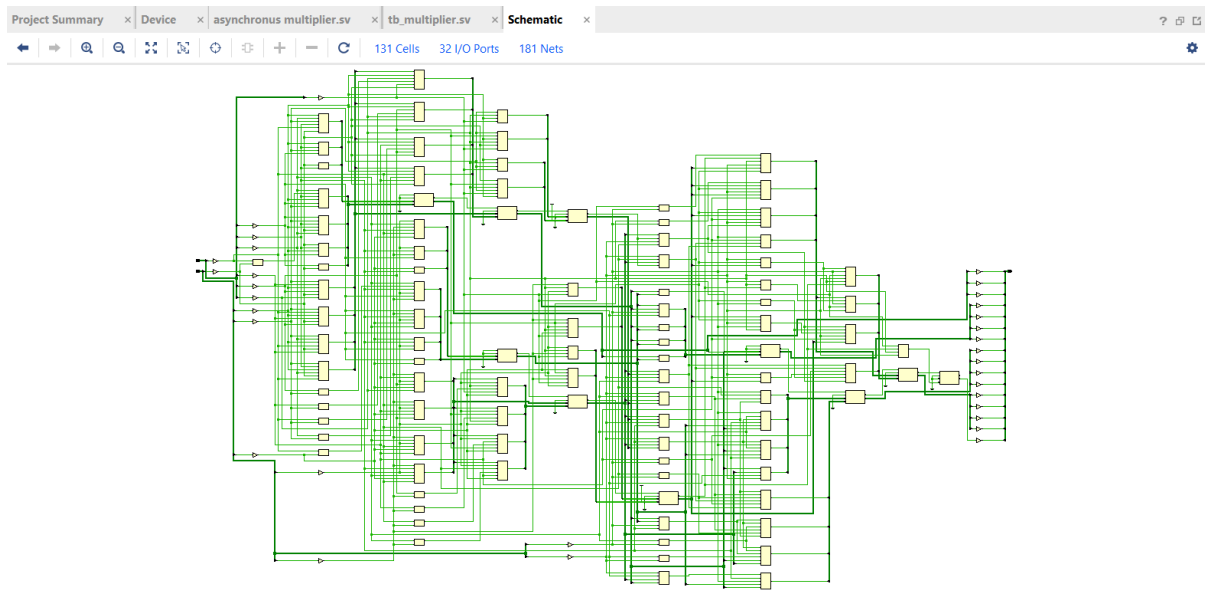 Project Summary × Device × asynchronus multiplier.sv × tb_multiplier.sv × Schematic ×
131 Cells 32 I/O Ports 181 Nets